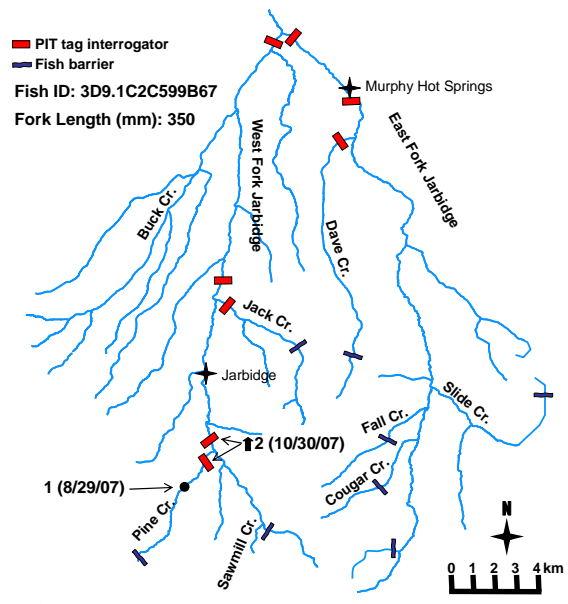 PIT tag interrogator
Fish barrier
Fish ID: 3D9.1C2C599B67
Fork Length (mm): 350
Murphy Hot Springs
West Fork Jarbidge
East Fork Jarbidge
Buck Cr.
Dave Cr.
Jack Cr.
Jarbidge
Slide Cr.
Fall Cr.
2 (10/30/07)
Cougar Cr.
1 (8/29/07)
Pine Cr.
Sawmill Cr.
N
0 1 2 3 4 km